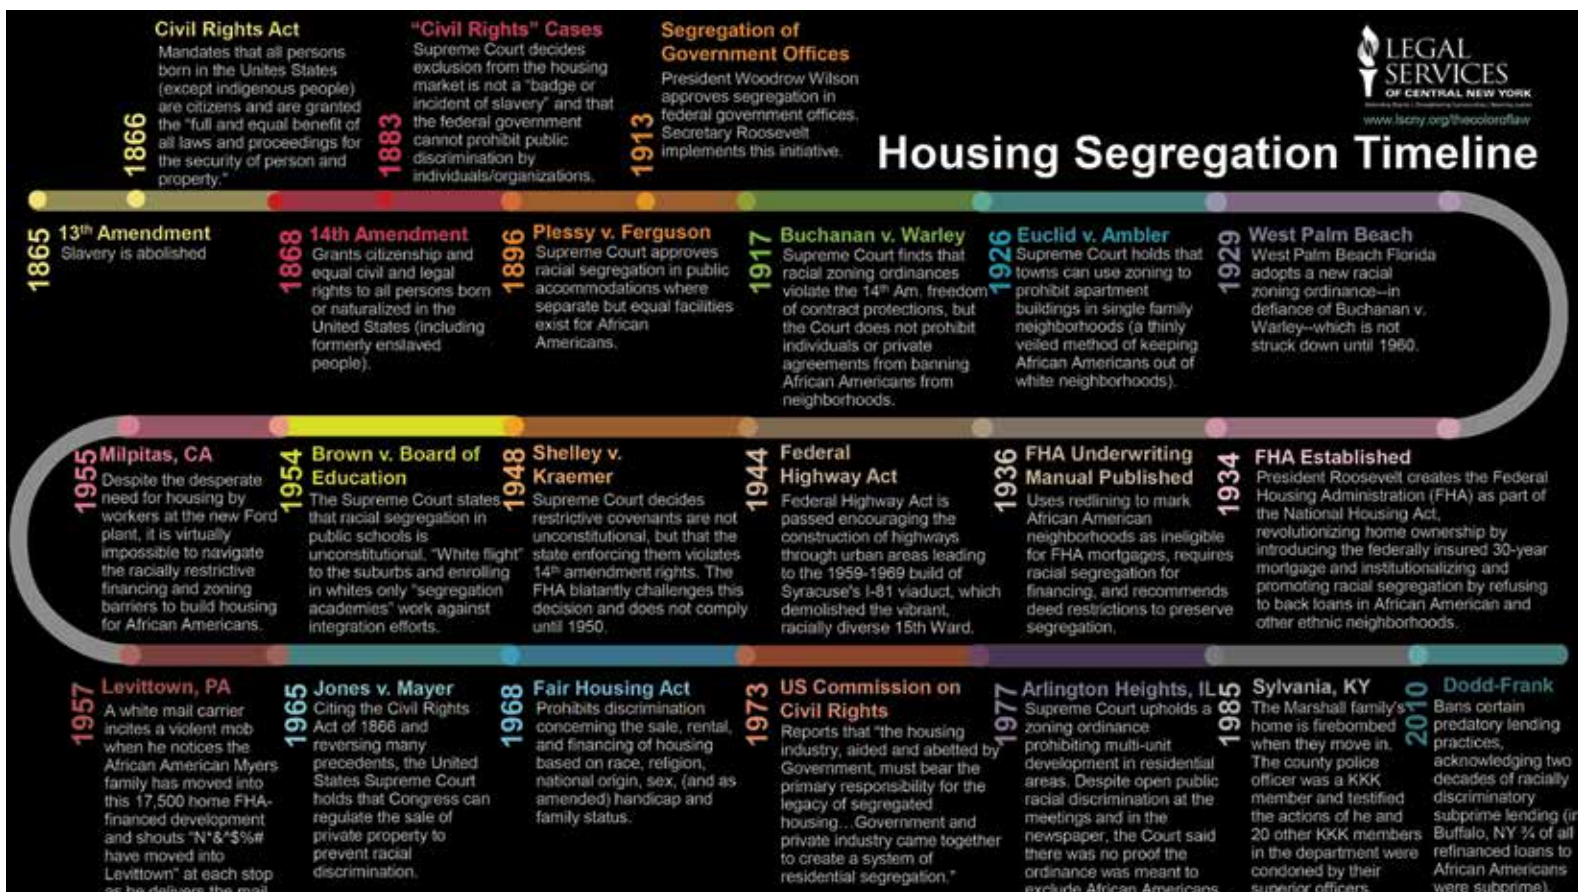 Civil Rights Act
Mandates that all persons
born in the Unites States
(except indigenous people)
are citizens and are granted
the "full and equal benefit of
all laws and proceedings for
the security of person and
property."
1866
"Civil Rights" Cases
Supreme Court decides
exclusion from the housing
market is not a "badge or
incident of slavery" and that
the federal government
cannot prohibit public
discrimination by
individuals/organizations.
1883
Segregation of
Government Offices
President Woodrow Wilson
approves segregation in
federal government offices.
Secretary Roosevelt
implements this initiative.
1913
LEGAL
SERVICES
OF CENTRAL NEW YORK
www.lscny.org/thecoloroflaw
Housing Segregation Timeline
1865
13th Amendment
Slavery is abolished
1868
14th Amendment
Grants citizenship and
equal civil and legal
rights to all persons born
or naturalized in the
United States (including
formerly enslaved
people).
1896
Plessy v. Ferguson
Supreme Court approves
racial segregation in public
accommodations where
separate but equal facilities
exist for African
Americans.
1917
Buchanan v. Warley
Supreme Court finds that
racial zoning ordinances
violate the 14th Am. freedom
of contract protections, but
the Court does not prohibit
individuals or private
agreements from banning
African Americans from
neighborhoods.
1926
Euclid v. Ambler
Supreme Court holds that
towns can use zoning to
prohibit apartment
buildings in single family
neighborhoods (a thinly
veiled method of keeping
African Americans out of
white neighborhoods).
1929
West Palm Beach
West Palm Beach Florida
adopts a new racial
zoning ordinance--in
defiance of Buchanan v.
Warley--which is not
struck down until 1960.
1955
Milpitas, CA
Despite the desperate
need for housing by
workers at the new Ford
plant, it is virtually
impossible to navigate
the racially restrictive
financing and zoning
barriers to build housing
for African Americans.
1954
Brown v. Board of
Education
The Supreme Court states
that racial segregation in
public schools is
unconstitutional. "White flight"
to the suburbs and enrolling
in whites only "segregation
academies" work against
integration efforts.
1948
Shelley v.
Kraemer
Supreme Court decides
restrictive covenants are not
unconstitutional, but that the
state enforcing them violates
14th amendment rights. The
FHA blatantly challenges this
decision and does not comply
until 1950.
1944
Federal
Highway Act
Federal Highway Act is
passed encouraging the
construction of highways
through urban areas leading
to the 1959-1969 build of
Syracuse's I-81 viaduct, which
demolished the vibrant,
racially diverse 15th Ward.
1936
FHA Underwriting
Manual Published
Uses redlining to mark
African American
neighborhoods as ineligible
for FHA mortgages, requires
racial segregation for
financing, and recommends
deed restrictions to preserve
segregation.
1934
FHA Established
President Roosevelt creates the Federal
Housing Administration (FHA) as part of
the National Housing Act,
revolutionizing home ownership by
introducing the federally insured 30-year
mortgage and institutionalizing and
promoting racial segregation by refusing
to back loans in African American and
other ethnic neighborhoods.
1957
Levittown, PA
A white mail carrier
incites a violent mob
when he notices the
African American Myers
family has moved into
this 17,500 home FHA-
financed development
and shouts "N*&^$%#
have moved into
Levittown" at each stop
as he delivers the mail
1965
Jones v. Mayer
Citing the Civil Rights
Act of 1866 and
reversing many
precedents, the United
States Supreme Court
holds that Congress can
regulate the sale of
private property to
prevent racial
discrimination.
1968
Fair Housing Act
Prohibits discrimination
concerning the sale, rental,
and financing of housing
based on race, religion,
national origin, sex, (and as
amended) handicap and
family status.
1973
US Commission on
Civil Rights
Reports that "the housing
industry, aided and abetted by
Government, must bear the
primary responsibility for the
legacy of segregated
housing…Government and
private industry came together
to create a system of
residential segregation."
1977
Arlington Heights, IL
Supreme Court upholds a
zoning ordinance
prohibiting multi-unit
development in residential
areas. Despite open public
racial discrimination at the
meetings and in the
newspaper, the Court said
there was no proof the
ordinance was meant to
exclude African Americans
1985
Sylvania, KY
The Marshall family's
home is firebombed
when they move in.
The county police
officer was a KKK
member and testified
the actions of he and
20 other KKK members
in the department were
condoned by their
superior officers
2010
Dodd-Frank
Bans certain
predatory lending
practices,
acknowledging two
decades of racially
discriminatory
subprime lending (in
Buffalo, NY ¾ of all
refinanced loans to
African Americans
were subprime)